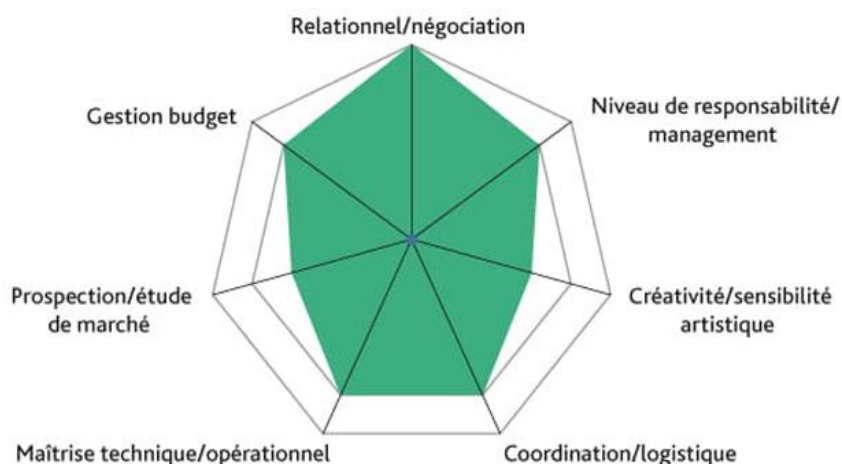 Relationnel/négociation
Gestion budget
Niveau de responsabilité/
management
Prospection/étude
de marché
Créativité/sensibilité
artistique
Maîtrise technique/opérationnel
Coordination/logistique